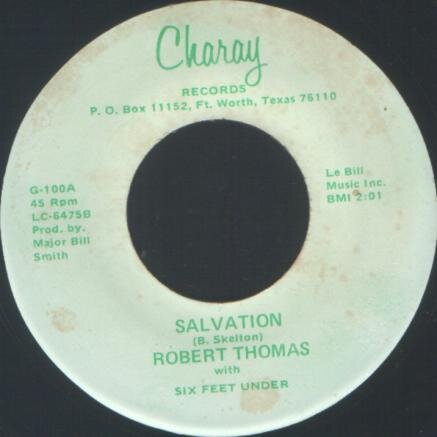 Charay
RECORDS
P. O. Box 11152, Ft. Worth, Texas 76110
G-100A
45 Rpm
LC-6475B
Prod. by.
Major Bill
Smith
Le Bill
Music Inc.
BMI 2:01
SALVATION
(B. Skelton)
ROBERT THOMAS
with
SIX FEET UNDER